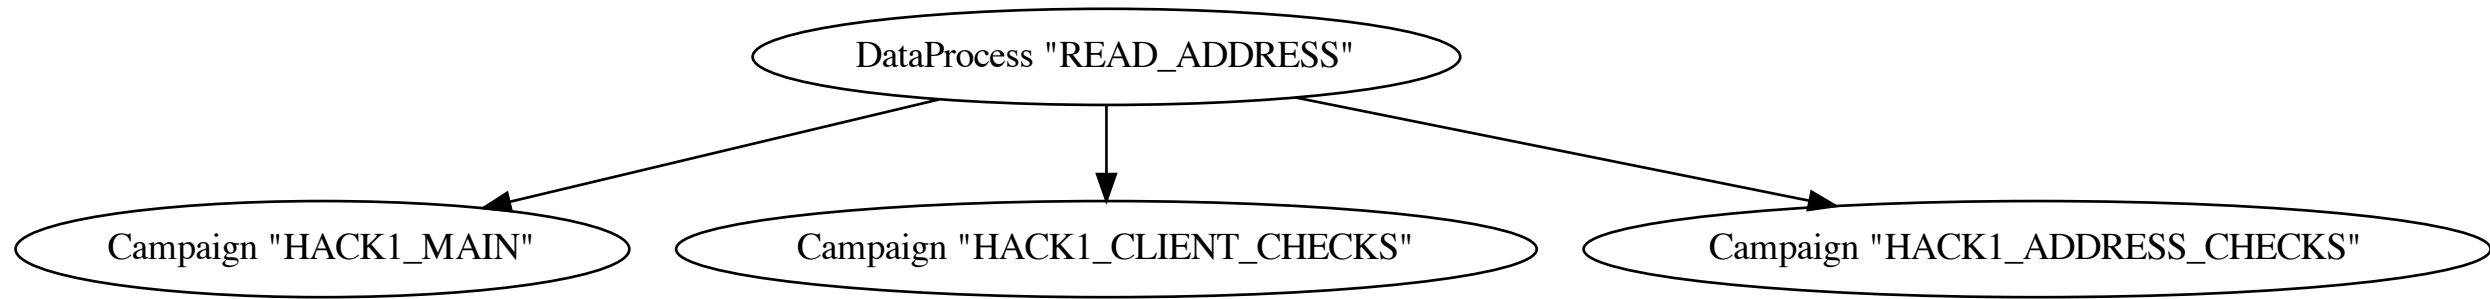 DataProcess "READ_ADDRESS"
Campaign "HACK1_MAIN"
Campaign "HACK1_CLIENT_CHECKS"
Campaign "HACK1_ADDRESS_CHECKS"